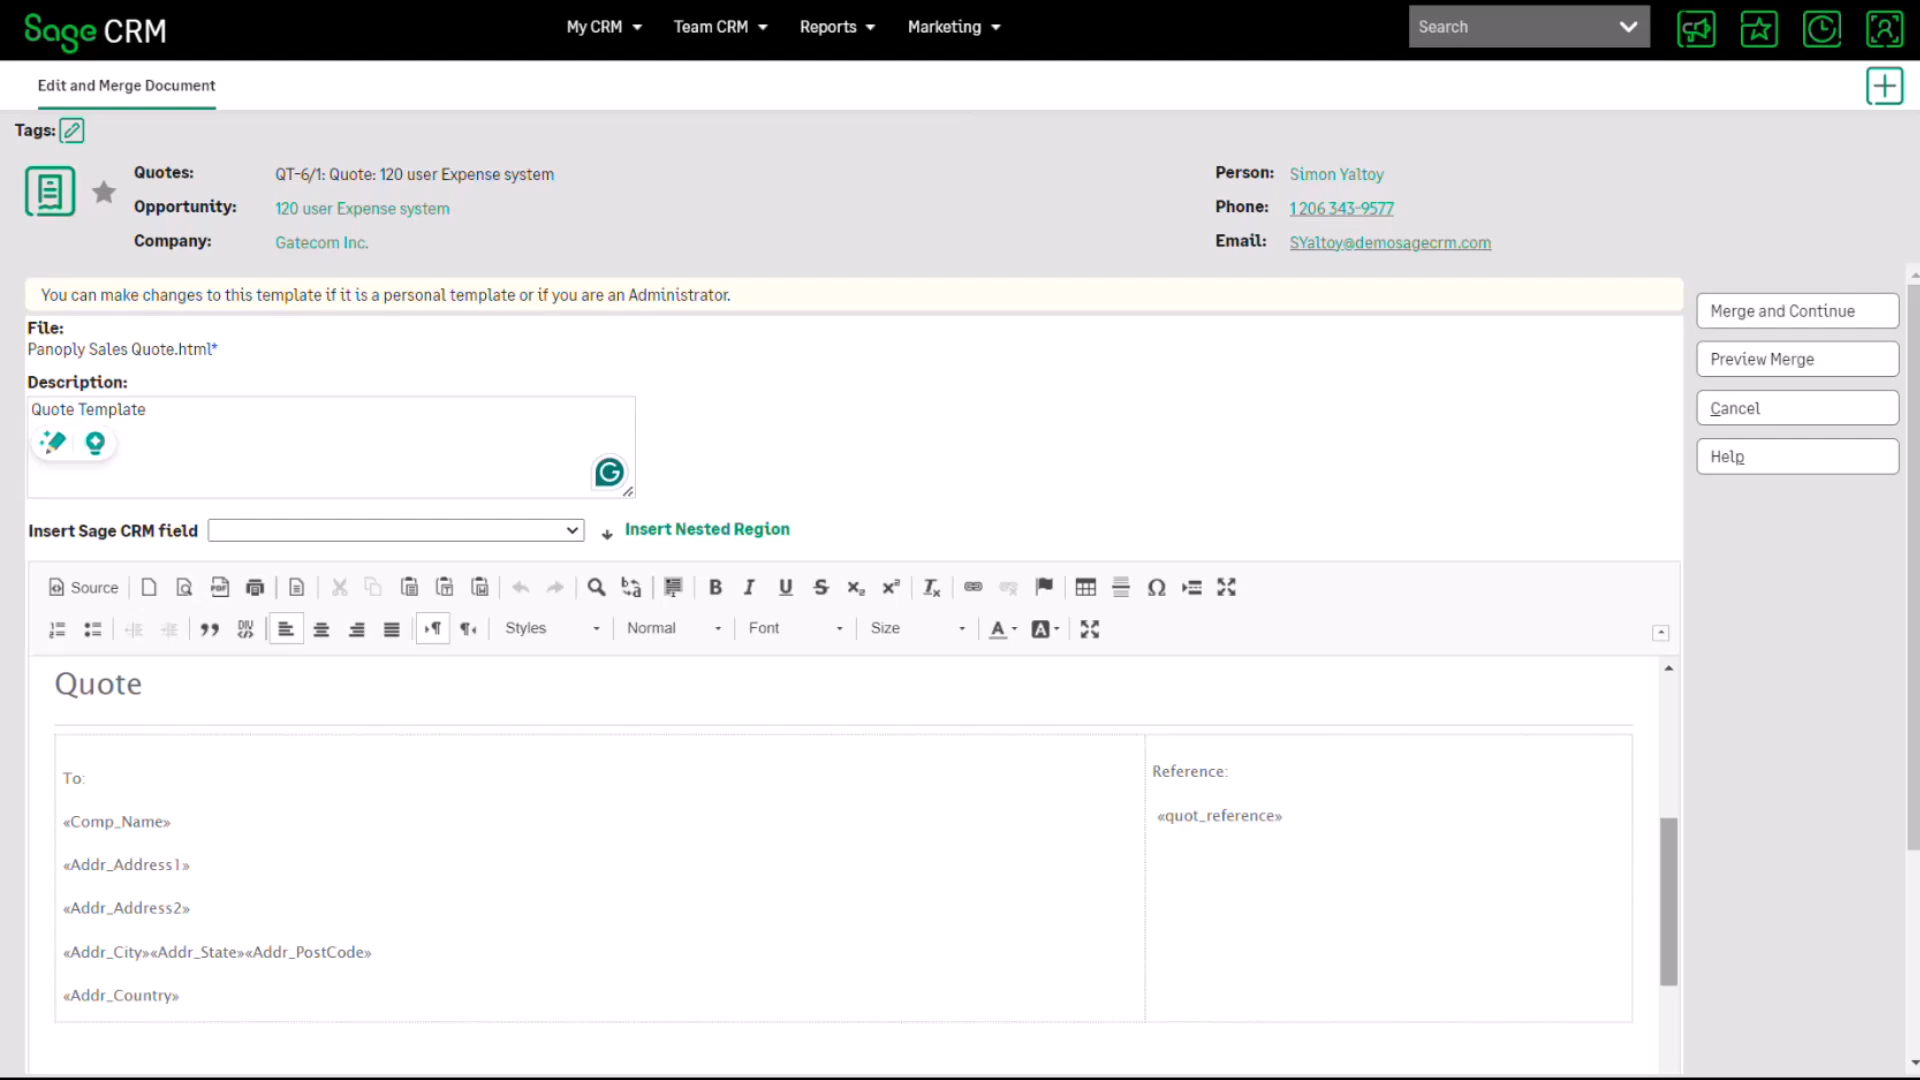 Sage CRM
My CRM
Team CRM
Reports
Marketing
Search
Edit and Merge Document
Tags:
Quotes: QT-6/1: Quote: 120 user Expense system
Opportunity: 120 user Expense system
Company: Gatecom Inc.
Person: Simon Yaltoy
Phone: 1 206 343-9577
Email: SYaltoy@demosagecrm.com
You can make changes to this template if it is a personal template or if you are an Administrator.
File:
Panoply Sales Quote.html*
Description:
Quote Template
Insert Sage CRM field
Insert Nested Region
Merge and Continue
Preview Merge
Cancel
Help
Source
Styles
Normal
Font
Size
Quote
To:
«Comp_Name»
«Addr_Address1»
«Addr_Address2»
«Addr_City»«Addr_State»«Addr_PostCode»
«Addr_Country»
Reference:
«quot_reference»